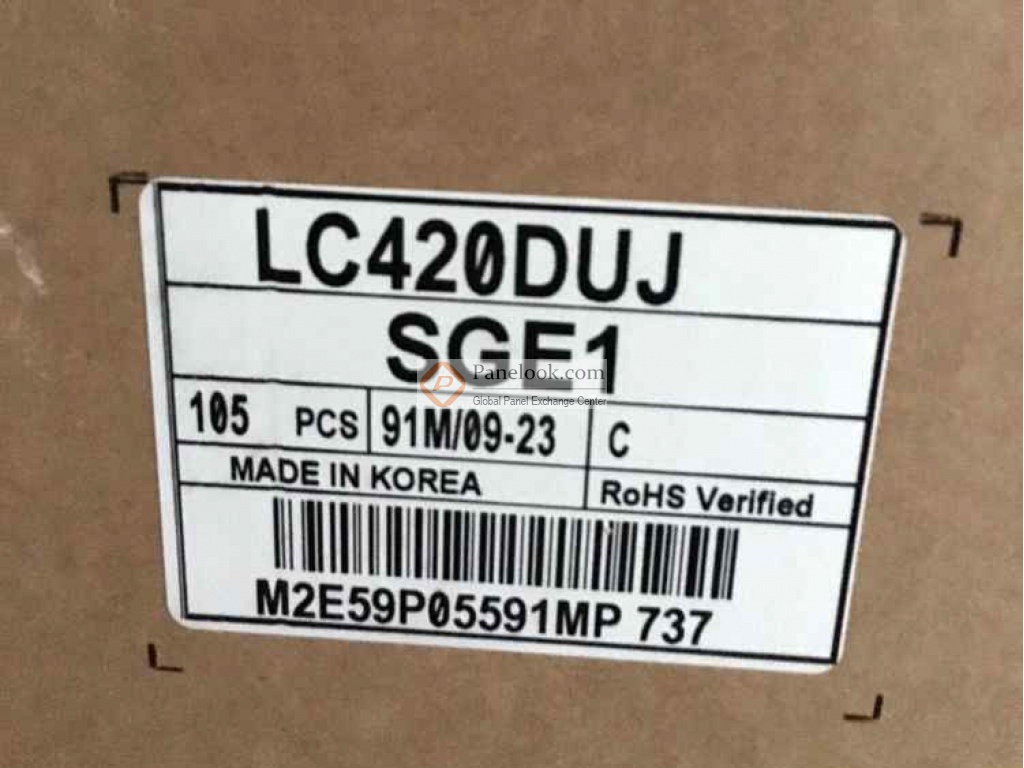 LC420DUJ
SGE1
Panelook.com
Global Panel Exchange Center
105 PCS 91M/09-23 C
MADE IN KOREA RoHS Verified
M2E59P05591MP 737